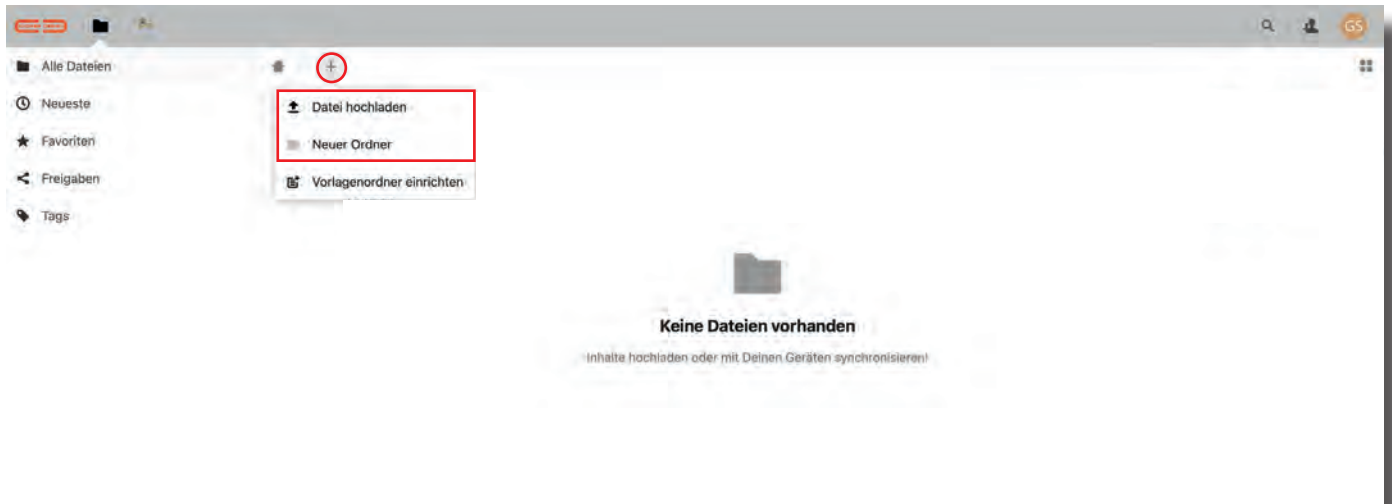 GS
Alle Dateien
Neueste
Favoriten
Freigaben
Tags
Datei hochladen
Neuer Ordner
Vorlagenordner einrichten
Keine Dateien vorhanden
Inhalte hochladen oder mit Deinen Geräten synchronisieren!